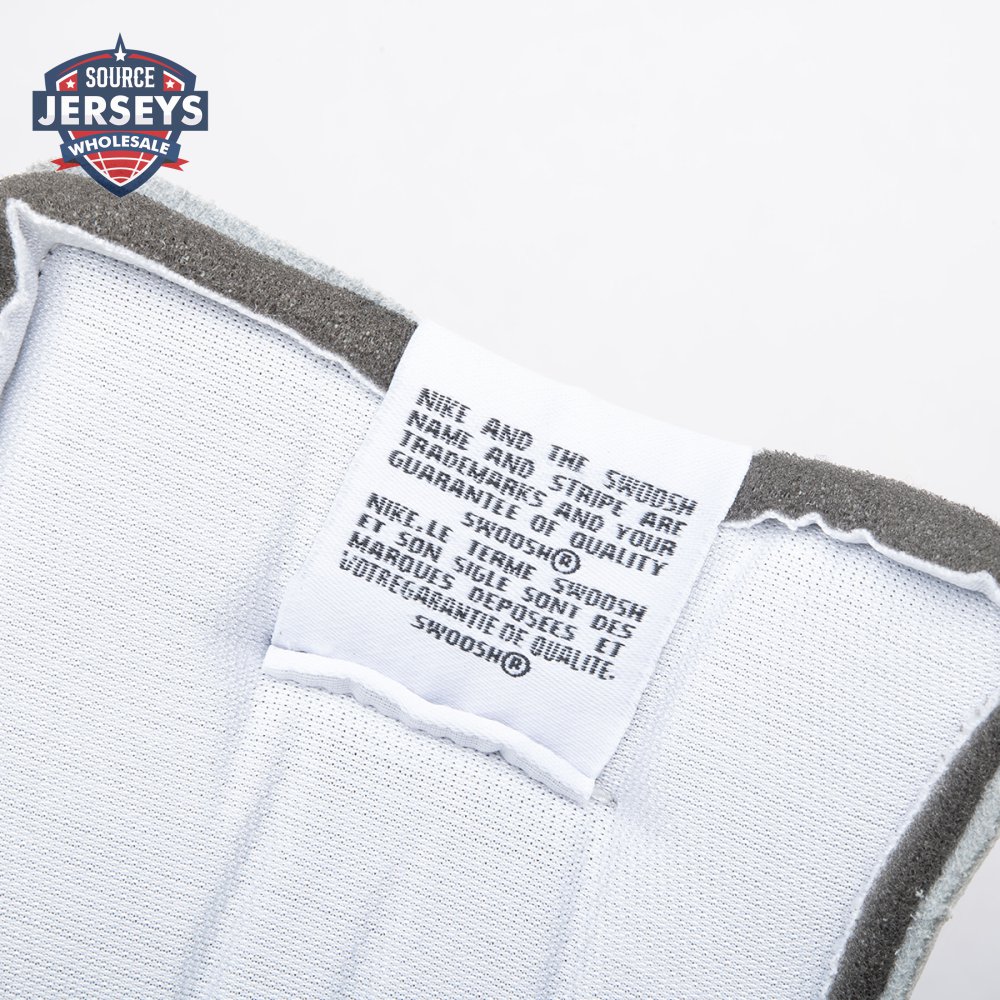 SOURCE
JERSEYS
WHOLESALE
NIKE AND THE SWOOSH
NAME AND STRIPE ARE
TRADEMARKS AND YOUR
GUARANTEE OF QUALITY
SWOOSH®
NIKE.LE TERME SWOOSH
ET SON SIGLE SONT DES
MARQUES DEPOSEES ET
VOTREGARANTIE DE QUALITE.
SWOOSH®